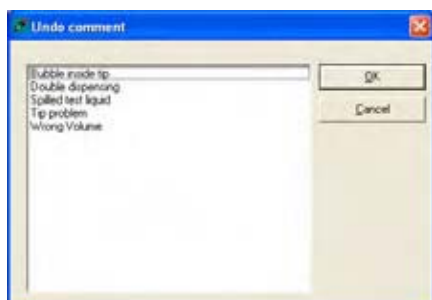 Undo comment
Bubble inside tip
Double dispensing
Spilled test liquid
Tip problem
Wrong Volume
OK
Cancel